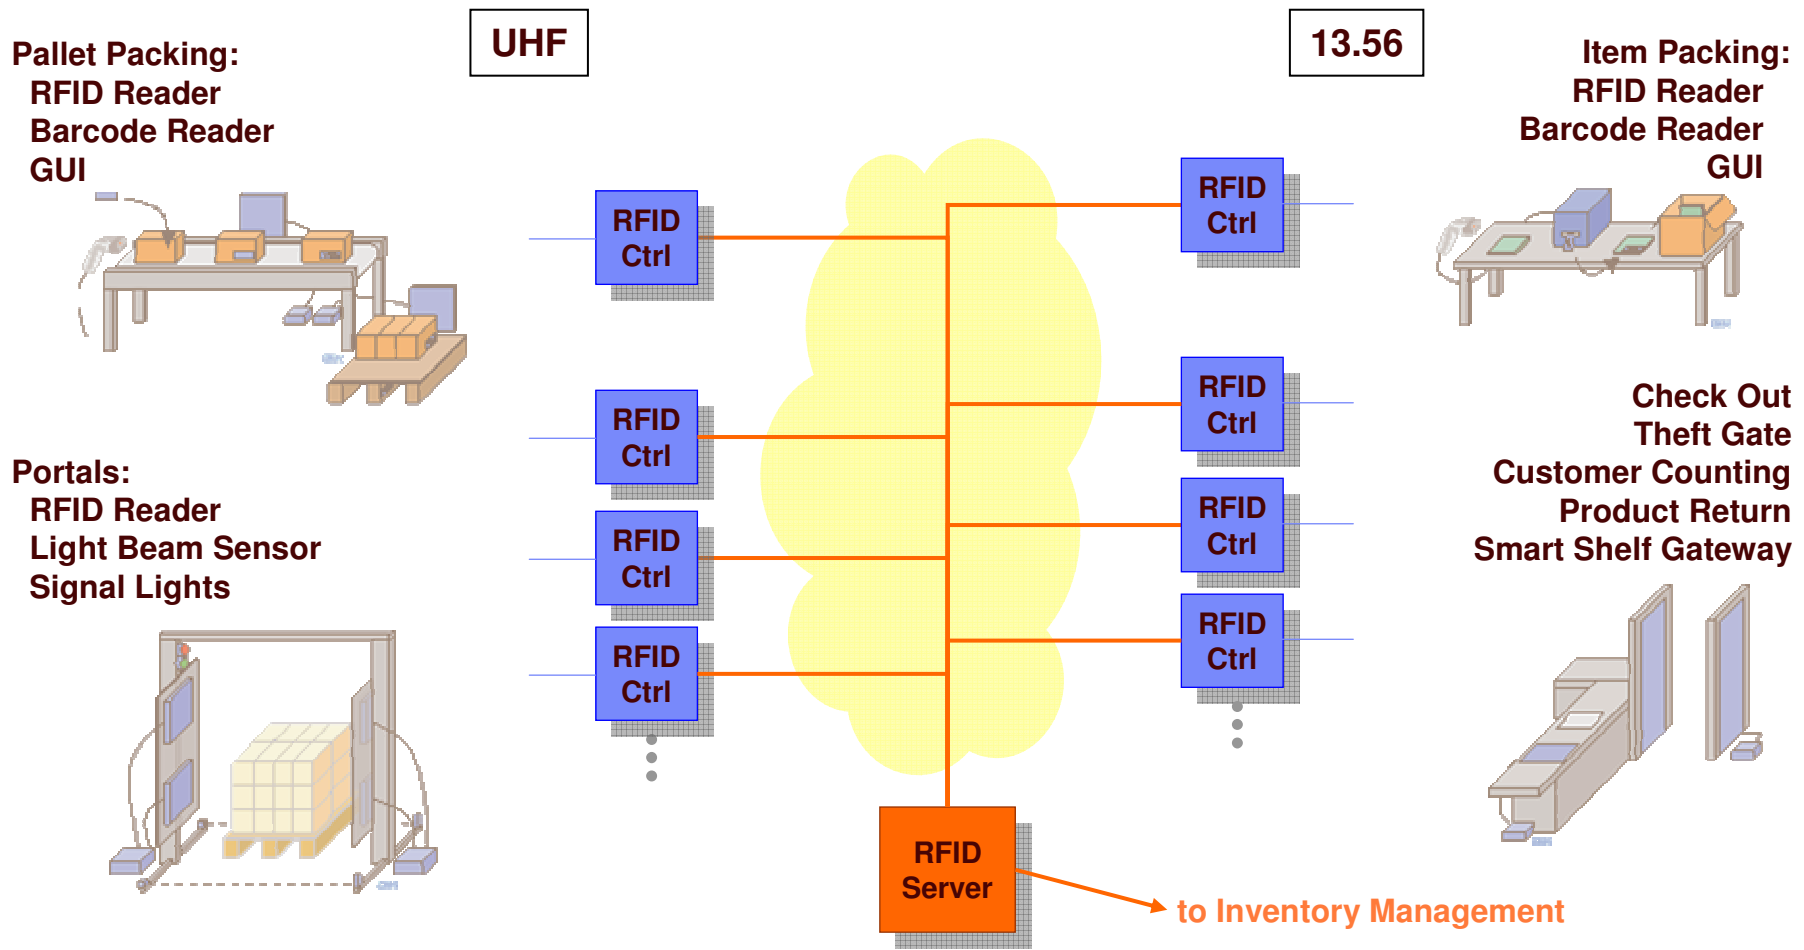 UHF
13.56
Pallet Packing:
RFID Reader
Barcode Reader
GUI
Item Packing:
RFID Reader
Barcode Reader
GUI
RFID
Ctrl
RFID
Ctrl
RFID
Ctrl
RFID
Ctrl
RFID
Ctrl
RFID
Ctrl
RFID
Ctrl
RFID
Ctrl
Portals:
RFID Reader
Light Beam Sensor
Signal Lights
Check Out
Theft Gate
Customer Counting
Product Return
Smart Shelf Gateway
RFID
Server
to Inventory Management